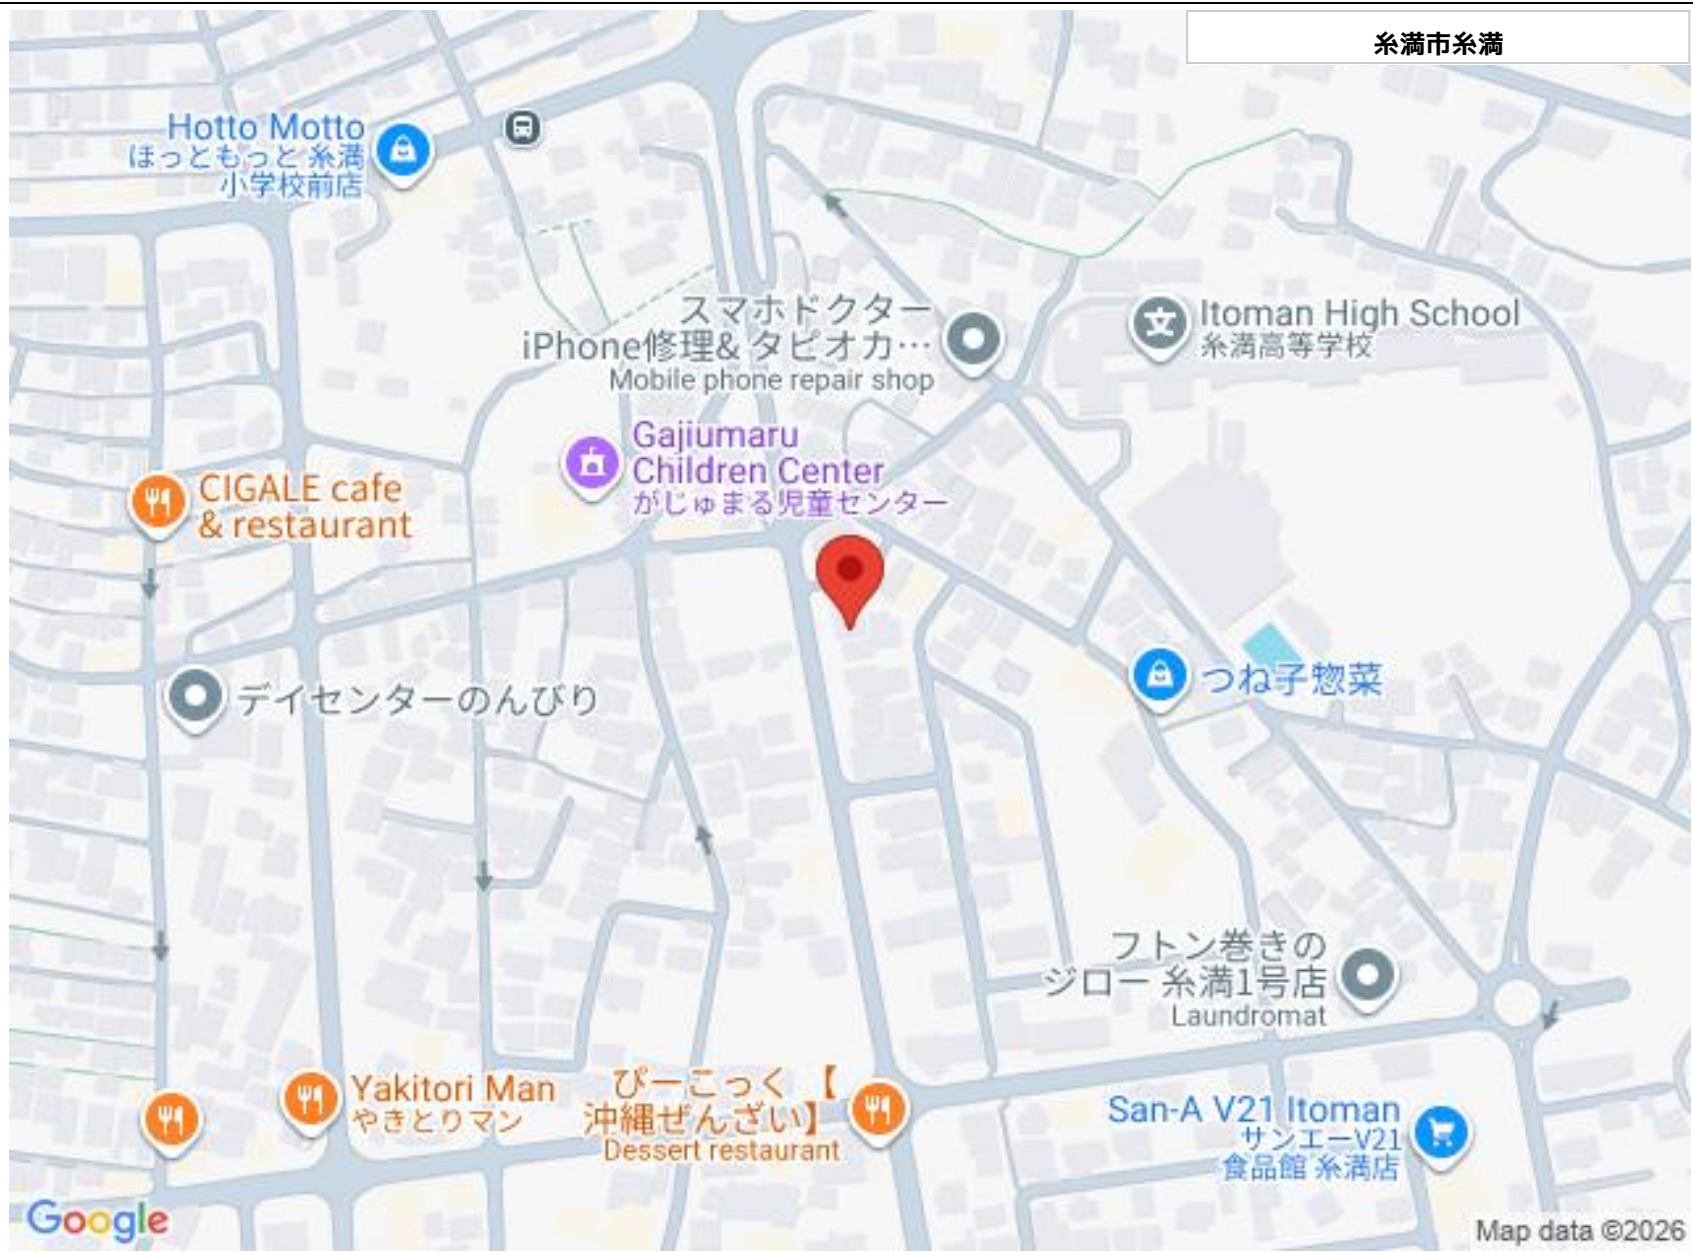 糸満市糸満
Hotto Motto
ほっともっと 糸満
小学校前店
スマホドクター
iPhone修理& タピオカ…
Mobile phone repair shop
Itoman High School
糸満高等学校
文
Gajiumaru
Children Center
がじゅまる児童センター
CIGALE cafe
& restaurant
デイセンターのんびり
つね子惣菜
フトン巻きの
ジロー 糸満1号店
Laundromat
Yakitori Man
やきとりマン
ぴーこっく 【
沖縄ぜんざい】
Dessert restaurant
San-A V21 Itoman
サンエーV21
食品館 糸満店
Google
Map data ©2026